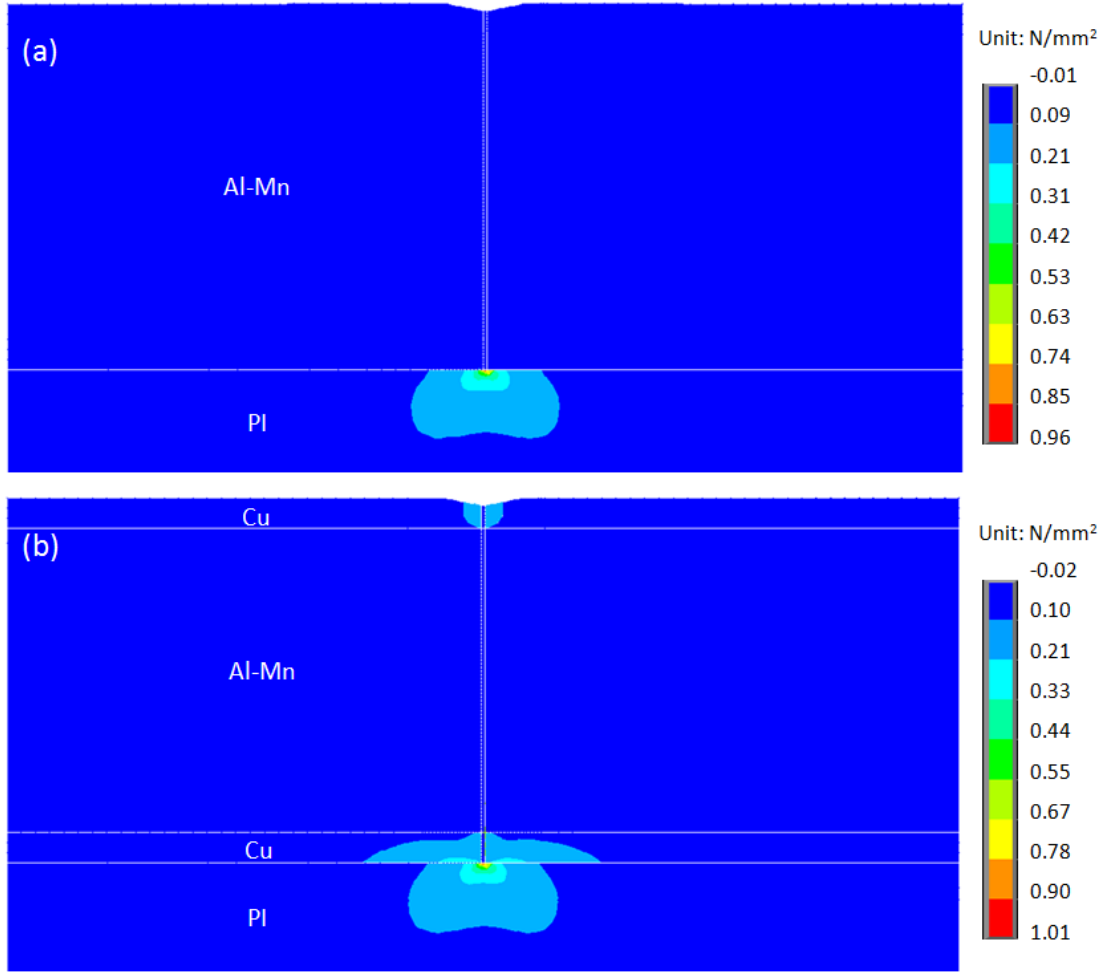 (a)
Unit: N/mm²
-0.01
0.09
0.21
0.31
0.42
0.53
0.63
0.74
0.85
0.96
Al-Mn
PI
(b)
Unit: N/mm²
-0.02
0.10
0.21
0.33
0.44
0.55
0.67
0.78
0.90
1.01
Cu
Al-Mn
Cu
PI